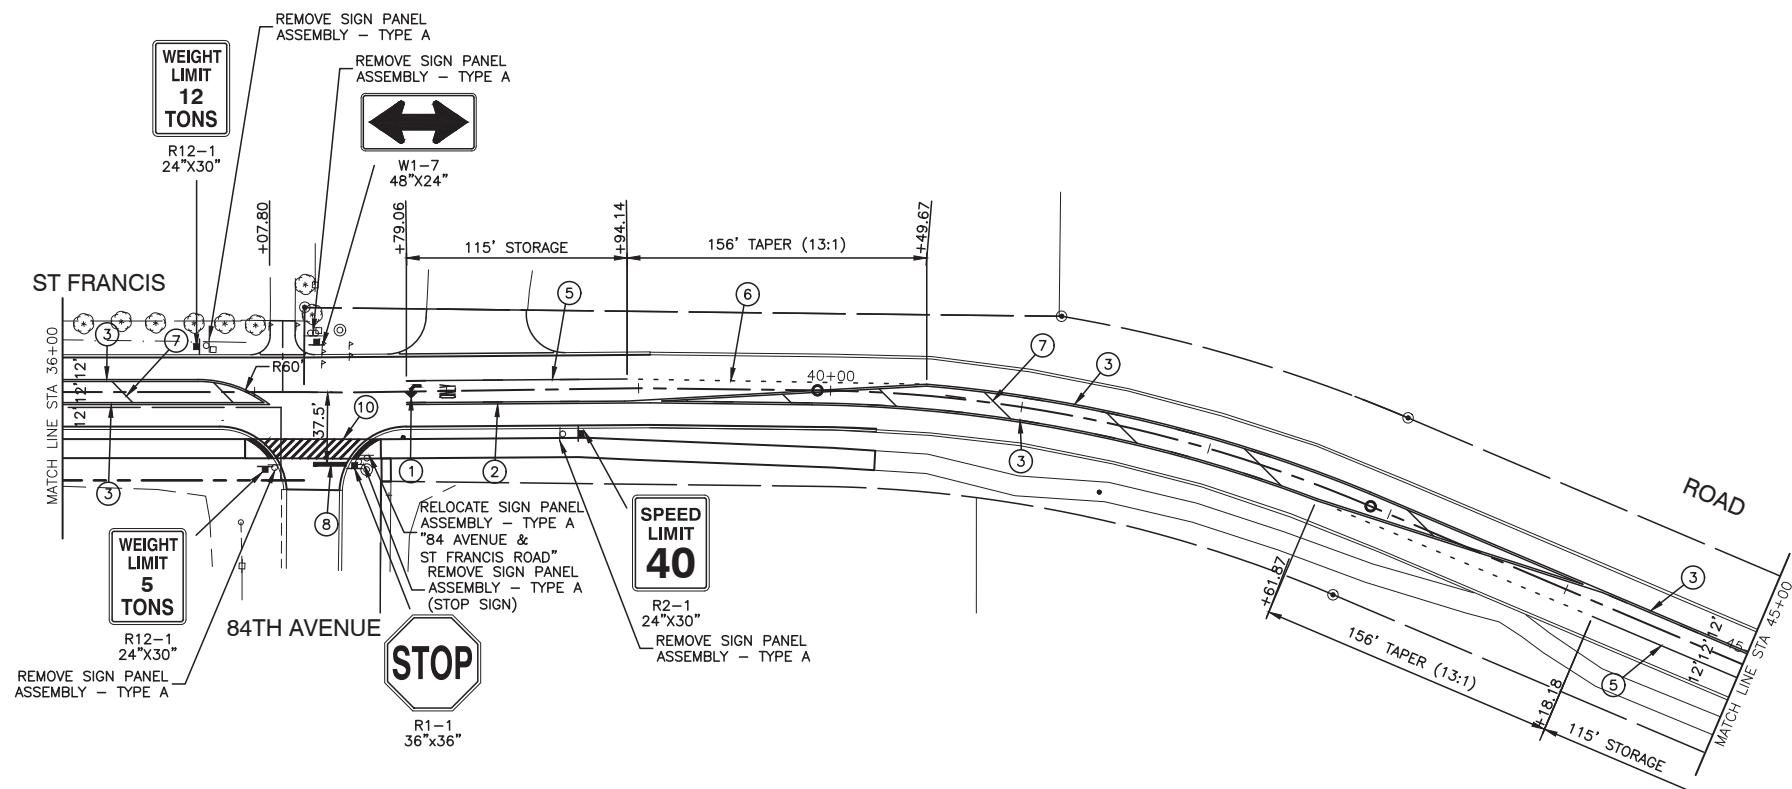 REMOVE SIGN PANEL
ASSEMBLY – TYPE A
REMOVE SIGN PANEL
ASSEMBLY – TYPE A
WEIGHT
LIMIT
12
TONS
R12–1
24"X30"
W1–7
48"X24"
+07.80
+79.06
115' STORAGE
+94.14
156' TAPER (13:1)
+49.67
ST FRANCIS
MATCH LINE STA 36+00
3
7
R60'
5
6
40+00
7
3
12'
12'
12'
37.5'
10
3
8
1
2
3
RELOCATE SIGN PANEL
ASSEMBLY – TYPE A
"84 AVENUE &
ST FRANCIS ROAD"
REMOVE SIGN PANEL
ASSEMBLY – TYPE A
(STOP SIGN)
SPEED
LIMIT
40
R2–1
24"X30"
REMOVE SIGN PANEL
ASSEMBLY – TYPE A
WEIGHT
LIMIT
5
TONS
R12–1
24"X30"
REMOVE SIGN PANEL
ASSEMBLY – TYPE A
84TH AVENUE
STOP
R1–1
36"x36"
ROAD
+61.87
156' TAPER (13:1)
+18.18
115' STORAGE
3
5
12'
12'
12'
45
MATCH LINE STA 45+00